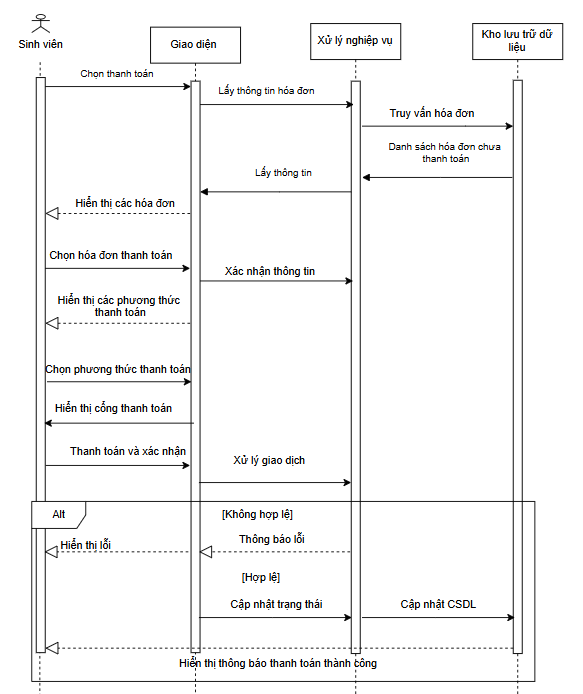 Sinh viên
Giao diện
Xử lý nghiệp vụ
Kho lưu trữ dữ
liệu
Chọn thanh toán
Lấy thông tin hóa đơn
Truy vấn hóa đơn
Danh sách hóa đơn chưa
thanh toán
Lấy thông tin
Hiển thị các hóa đơn
Chọn hóa đơn thanh toán
Xác nhận thông tin
Hiển thị các phương thức
thanh toán
Chọn phương thức thanh toán
Hiển thị cổng thanh toán
Thanh toán và xác nhận
Xử lý giao dịch
Alt
[Không hợp lệ]
Thông báo lỗi
Hiển thị lỗi
[Hợp lệ]
Cập nhật trạng thái
Cập nhật CSDL
Hiển thị thông báo thanh toán thành công